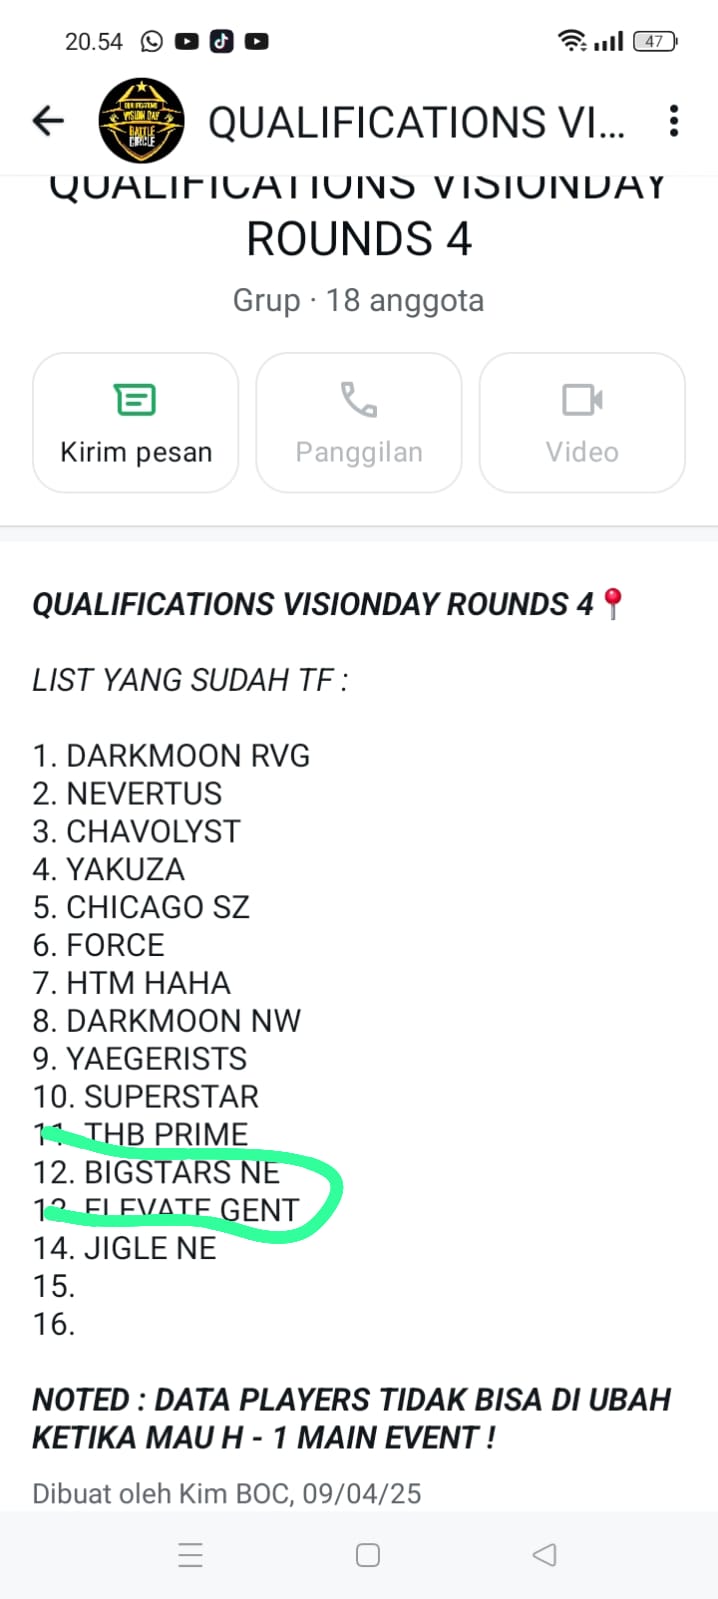 20.54
47
QUALIFICATIONS VI...
QUALIFICATIONS VISIONDAY
ROUNDS 4
Grup · 18 anggota
Kirim pesan
Panggilan
Video
QUALIFICATIONS VISIONDAY ROUNDS 4📍
LIST YANG SUDAH TF :
1. DARKMOON RVG
2. NEVERTUS
3. CHAVOLYST
4. YAKUZA
5. CHICAGO SZ
6. FORCE
7. HTM HAHA
8. DARKMOON NW
9. YAEGERISTS
10. SUPERSTAR
11. THB PRIME
12. BIGSTARS NE
13. ELEVATE GENT
14. JIGLE NE
15.
16.
NOTED : DATA PLAYERS TIDAK BISA DI UBAH
KETIKA MAU H - 1 MAIN EVENT !
Dibuat oleh Kim BOC, 09/04/25